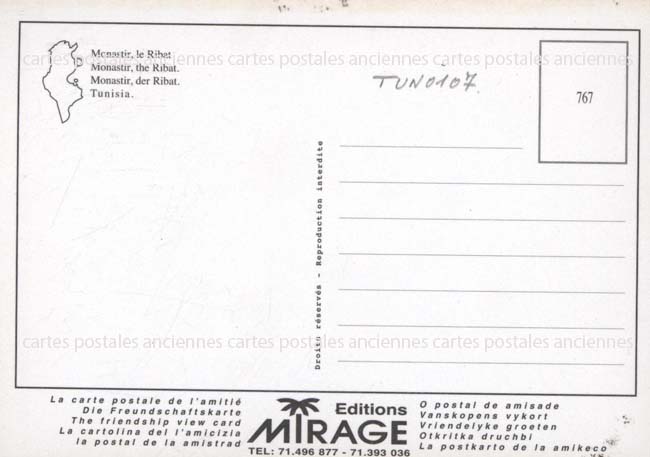 Monastir, le Ribat
Monastir, the Ribat.
Monastir, der Ribat.
Tunisia.
cartes postales anciennes cartes postales anciennes cartes postales anciennes
TUN0107
767
Droits réservés - Reproduction interdite
cartes postales anciennes cartes postales anciennes cartes postales anciennes
La carte postale de l'amitié
Die Freundschaftskarte
The friendship view card
La cartolina del l'amicizia
la postal de la amistrad
Editions
MIRAGE
TEL: 71.496 877 - 71.393 036
O postal de amisade
Vanskopens vykort
Vriendelyke groeten
Otkritka druchbi
La postkarto de la amikeco